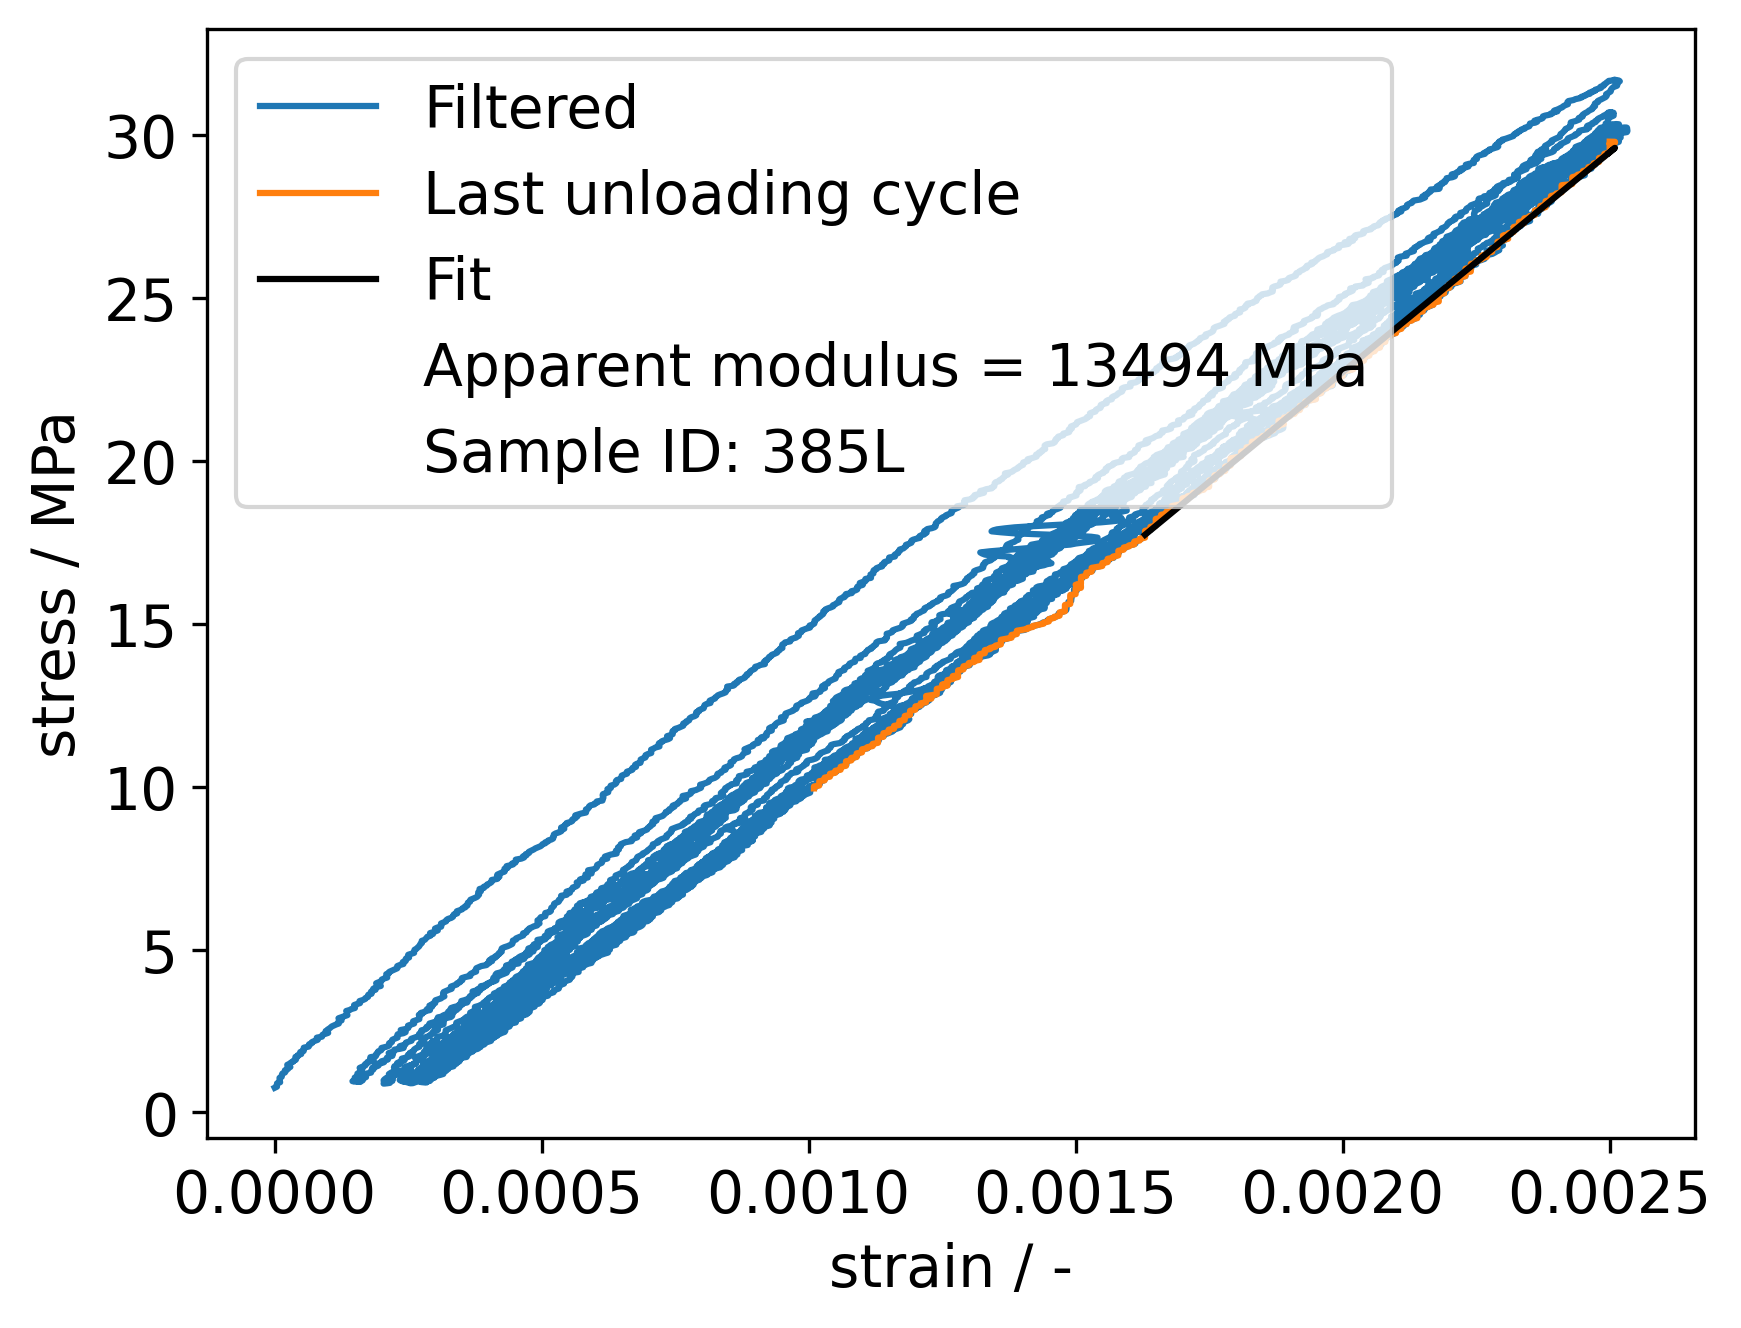 Filtered
Last unloading cycle
Fit
Apparent modulus = 13494 MPa
Sample ID: 385L
30
25
20
15
10
5
0
stress / MPa
0.0000 0.0005 0.0010 0.0015 0.0020 0.0025
strain / -